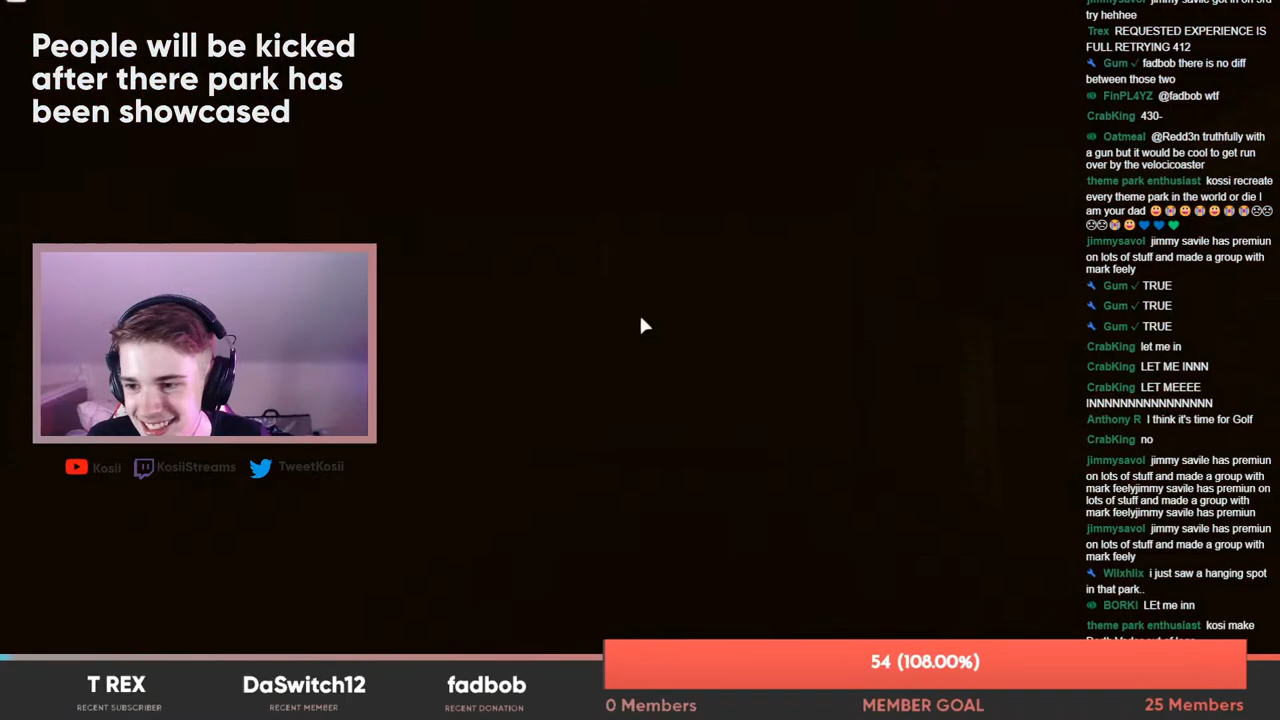 People will be kicked
after there park has
been showcased
Kosii
KosiiStreams
TweetKosii
try hehhee
Trex REQUESTED EXPERIENCE IS
FULL RETRYING 412
Gum ✓ fadbob there is no diff
between those two
FinPL4YZ @fadbob wtf
CrabKing 430-
Oatmeal @Redd3n truthfully with
a gun but it would be cool to get run
over by the velocicoaster
theme park enthusiast kossi recreate
every theme park in the world or die I
am your dad
jimmysavol jimmy savile has premiun
on lots of stuff and made a group with
mark feely
Gum ✓ TRUE
Gum ✓ TRUE
Gum ✓ TRUE
CrabKing let me in
CrabKing LET ME INNN
CrabKing LET MEEEE
INNNNNNNNNNNNNNNN
Anthony R I think it's time for Golf
CrabKing no
jimmysavol jimmy savile has premiun
on lots of stuff and made a group with
mark feelyjimmy savile has premiun on
lots of stuff and made a group with
mark feelyjimmy savile has premiun
jimmysavol jimmy savile has premiun
on lots of stuff and made a group with
mark feely
Wilxhlix i just saw a hanging spot
in that park..
BORKI LEt me inn
theme park enthusiast kosi make
T REX
RECENT SUBSCRIBER
DaSwitch12
RECENT MEMBER
fadbob
RECENT DONATION
54 (108.00%)
0 Members
MEMBER GOAL
25 Members